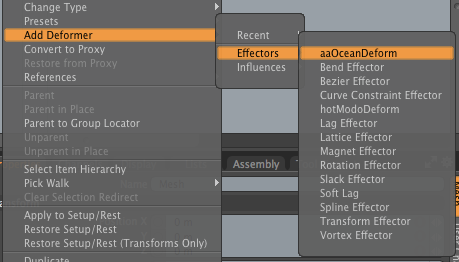 Change Type
Presets
Add Deformer
Convert to Proxy
Restore from Proxy
References
Parent
Parent in Place
Parent to Group Locator
Unparent
Unparent in Place
Select Item Hierarchy
Pick Walk
Clear Selection Redirect
Apply to Setup/Rest
Restore Setup/Rest
Restore Setup/Rest (Transforms Only)
Duplicate
Recent
Effectors
Influences
aaOceanDeform
Bend Effector
Bezier Effector
Curve Constraint Effector
hotModoDeform
Lag Effector
Lattice Effector
Magnet Effector
Rotation Effector
Slack Effector
Soft Lag
Spline Effector
Transform Effector
Vortex Effector
Assembly